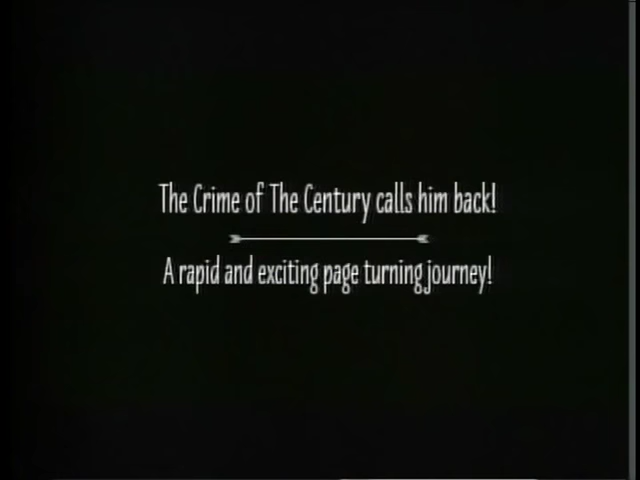 The Crime of The Century calls him back!
A rapid and exciting page turning journey!